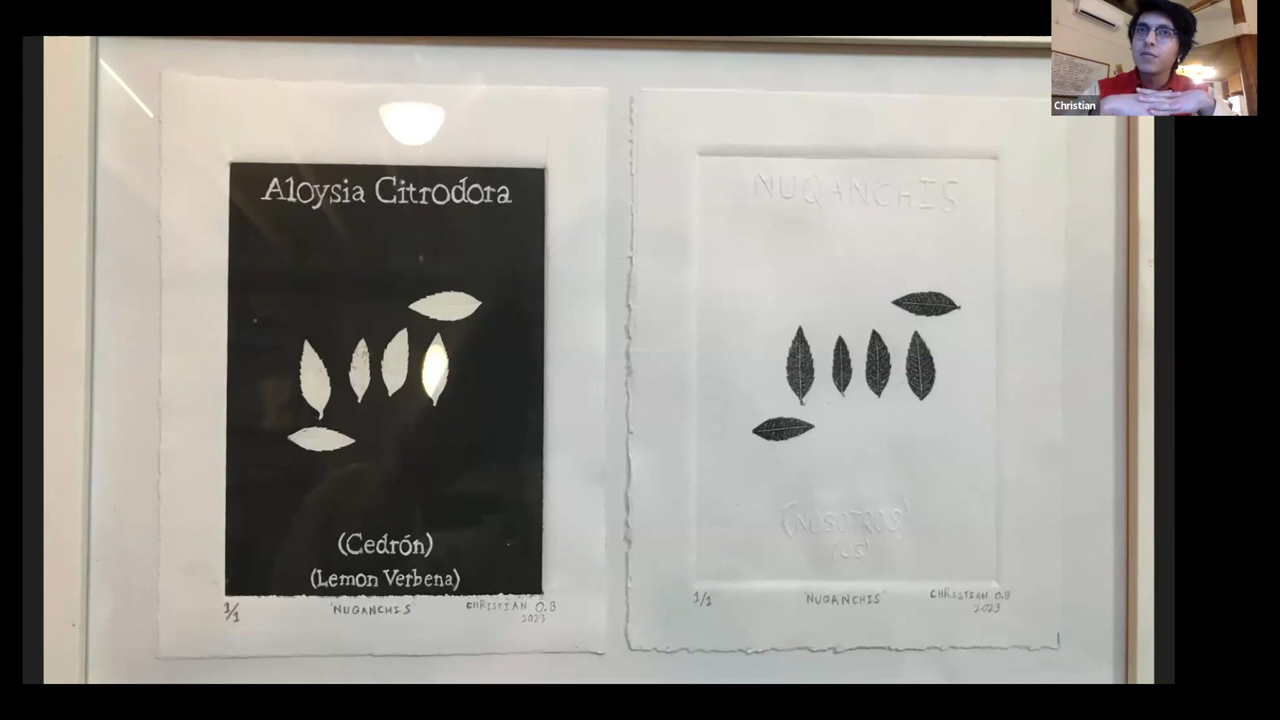 Christian
Aloysia Citrodora
(Cedrón)
(Lemon Verbena)
1/1 "NUQANCHIS" CHRISTIAN O.B
2023
NUQANCHIS
(NOSOTROS)
(US)
1/1 "NUQANCHIS" CHRISTIAN O.B
2023